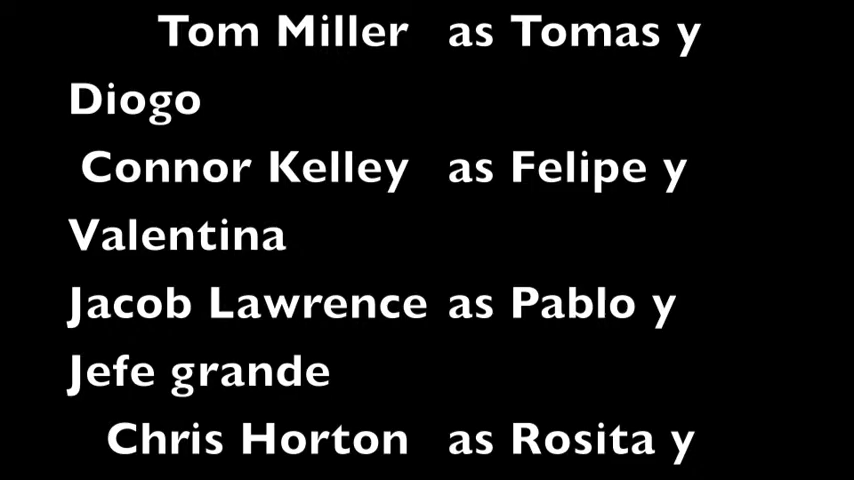 Tom Miller as Tomas y
Diogo
Connor Kelley as Felipe y
Valentina
Jacob Lawrence as Pablo y
Jefe grande
Chris Horton as Rosita y